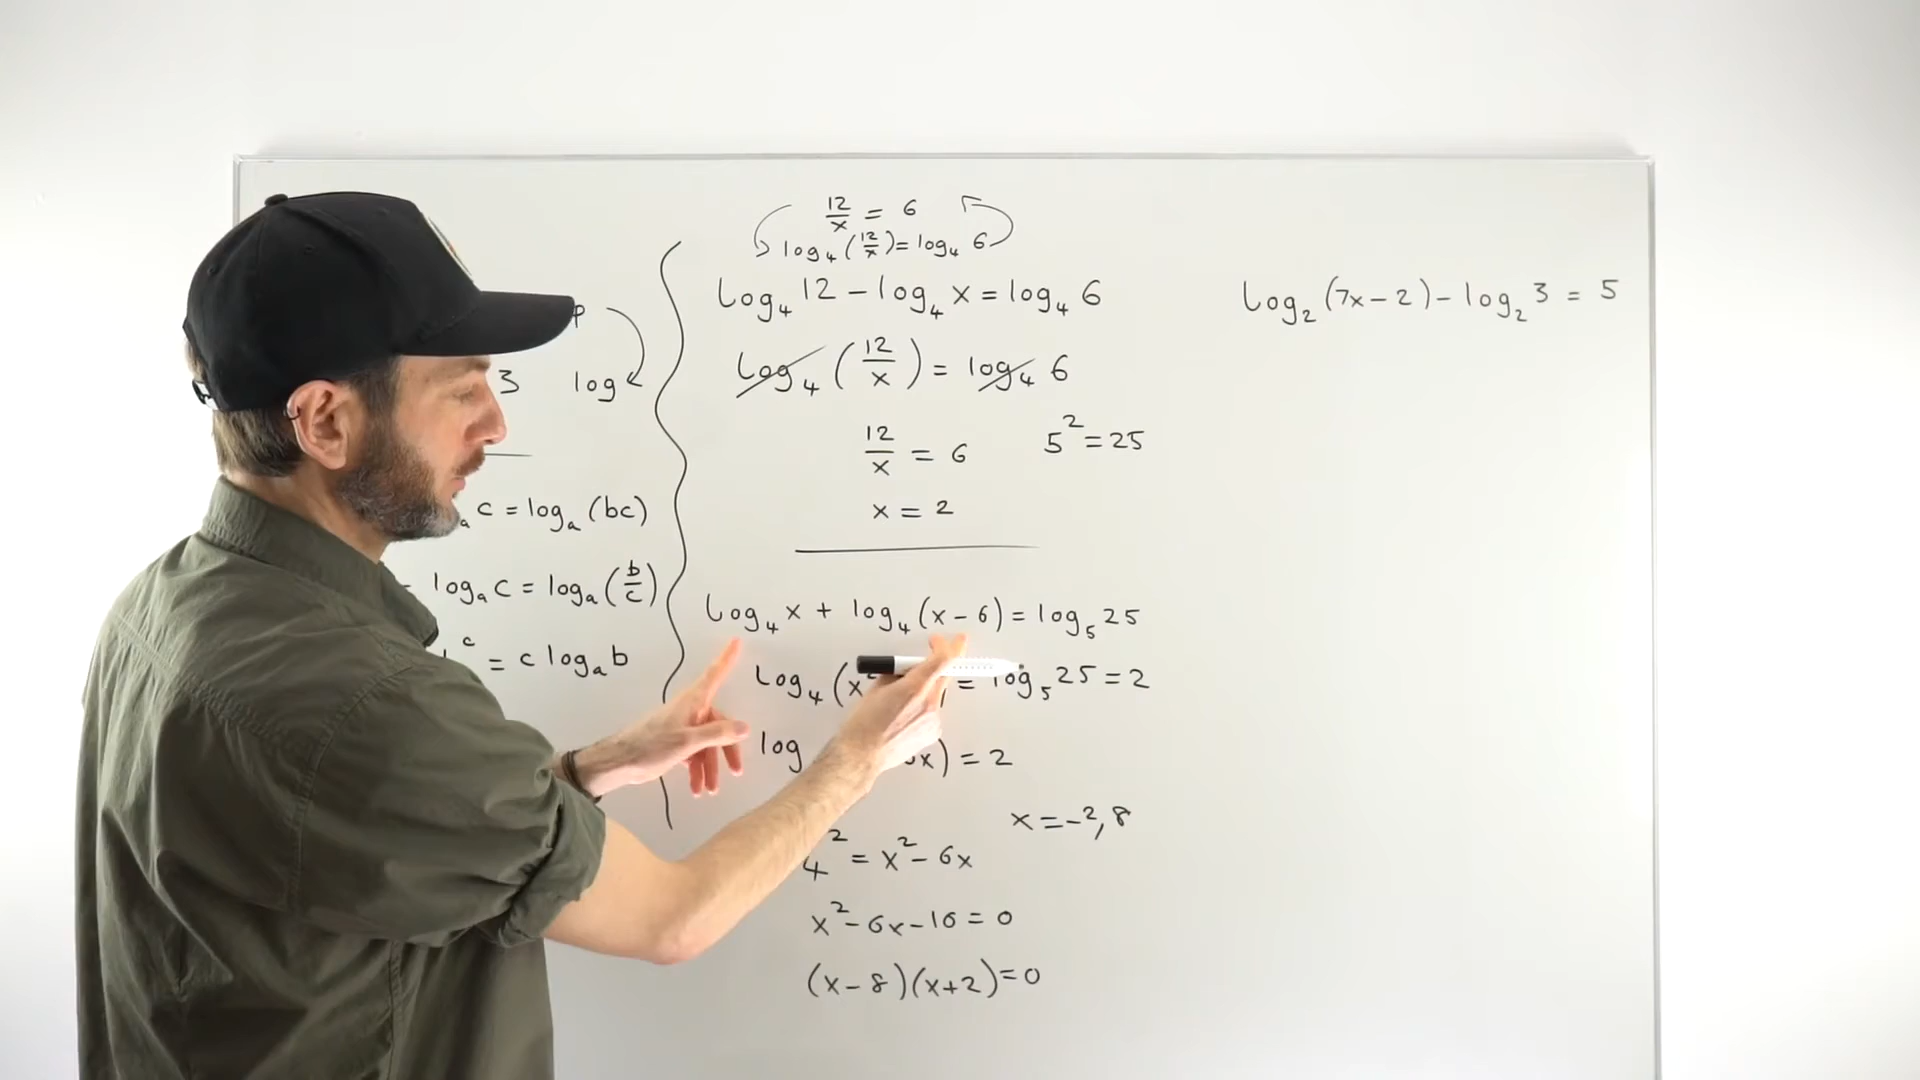 p
3 log
c = logₐ (bc)
logₐ c = logₐ (b/c)
c = c logₐ b
12/x = 6
log₄ (12/x) = log₄ 6
log₄ 12 − log₄ x = log₄ 6
log₄ (12/x) = log₄ 6
12/x = 6
5² = 25
x = 2
log₄ x + log₄ (x − 6) = log₅ 25
log₄ (x² = log₅ 25 = 2
log x) = 2
x = −2, 8
4² = x² − 6x
x² − 6x − 16 = 0
(x − 8)(x + 2) = 0
log₂ (7x − 2) − log₂ 3 = 5